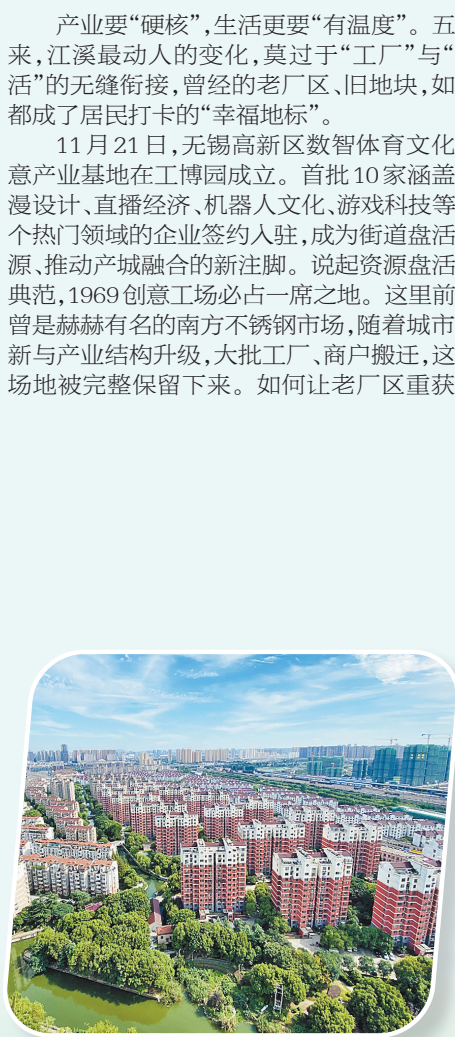 产业要“硬核”,生活更要“有温度”。五
来,江溪最动人的变化,莫过于“工厂”与“
活”的无缝衔接,曾经的老厂区、旧地块,如
都成了居民打卡的“幸福地标”。
11月21日,无锡高新区数智体育文化
意产业基地在工博园成立。首批10家涵盖
漫设计、直播经济、机器人文化、游戏科技等
个热门领域的企业签约入驻,成为街道盘活
源、推动产城融合的新注脚。说起资源盘活
典范,1969创意工场必占一席之地。这里前
曾是赫赫有名的南方不锈钢市场,随着城市
新与产业结构升级,大批工厂、商户搬迁,这
场地被完整保留下来。如何让老厂区重获